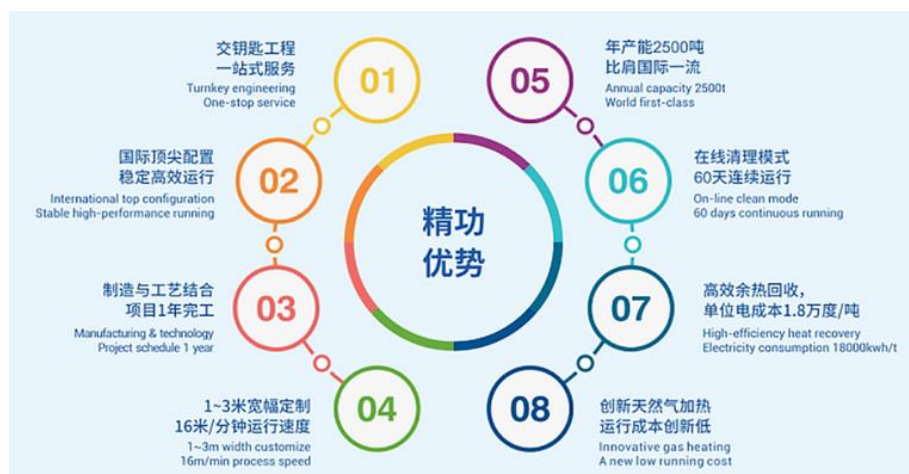 交钥匙工程
一站式服务
Turnkey engineering
One-stop service
01
国际顶尖配置
稳定高效运行
International top configuration
Stable high-performance running
02
制造与工艺结合
项目1年完工
Manufacturing & technology
Project schedule 1 year
03
1~3米宽幅定制
16米/分钟运行速度
1~3m width customize
16m/min process speed
04
精功
优势
05
年产能2500吨
比肩国际一流
Annual capacity 2500t
World first-class
06
在线清理模式
60天连续运行
On-line clean mode
60 days continuous running
07
高效余热回收，
单位电成本1.8万度/吨
High-efficiency heat recovery
Electricity consumption 18000kwh/t
08
创新天然气加热
运行成本创新低
Innovative gas heating
A new low running cost